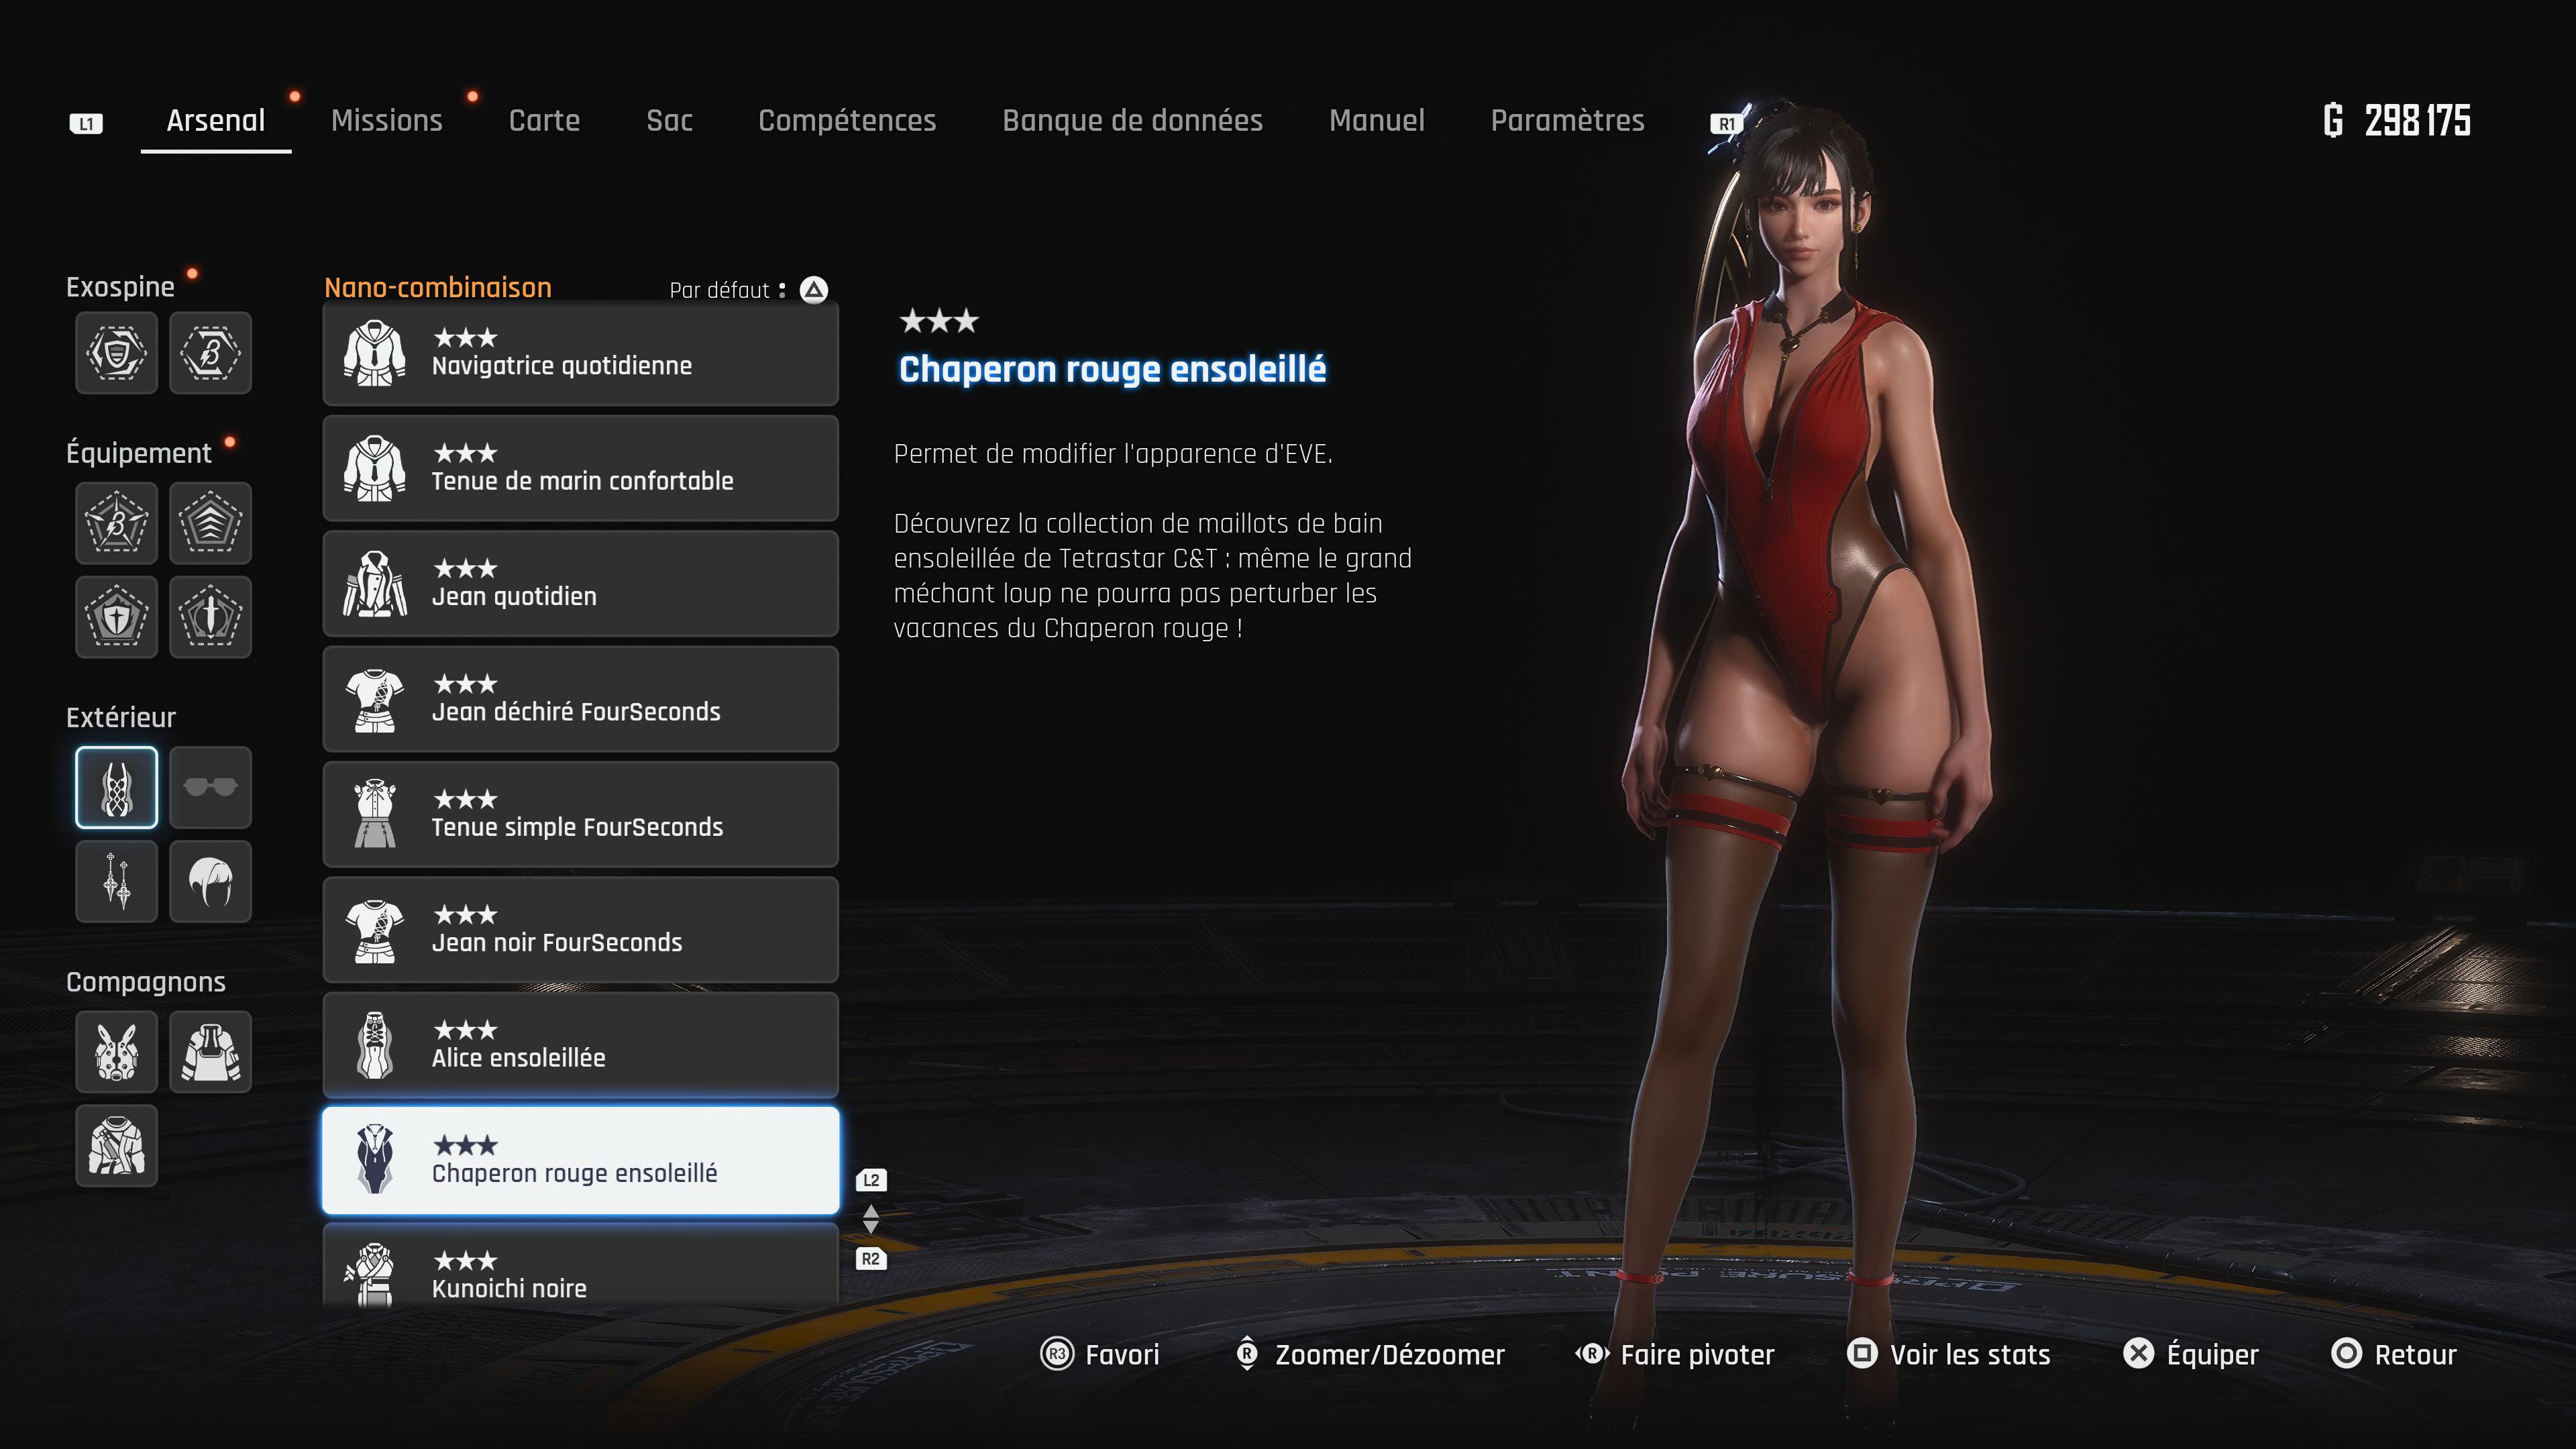 L1
Arsenal
Missions
Carte
Sac
Compétences
Banque de données
Manuel
Paramètres
R1
298 175
Exospine
Équipement
Extérieur
Compagnons
Nano-combinaison
Par défaut :
★★★
Navigatrice quotidienne
★★★
Tenue de marin confortable
★★★
Jean quotidien
★★★
Jean déchiré FourSeconds
★★★
Tenue simple FourSeconds
★★★
Jean noir FourSeconds
★★★
Alice ensoleillée
★★★
Chaperon rouge ensoleillé
★★★
Kunoichi noire
L2
R2
★★★
Chaperon rouge ensoleillé
Permet de modifier l'apparence d'EVE.
Découvrez la collection de maillots de bain
ensoleillée de Tetrastar C&T : même le grand
méchant loup ne pourra pas perturber les
vacances du Chaperon rouge !
R3 Favori
R Zoomer/Dézoomer
R Faire pivoter
Voir les stats
Équiper
Retour